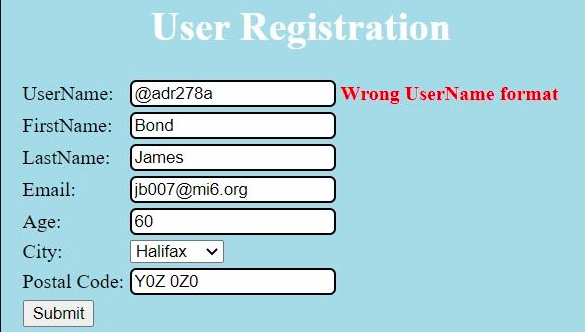 User Registration
UserName: @adr278a Wrong UserName format
FirstName: Bond
LastName: James
Email: jb007@mi6.org
Age: 60
City: Halifax
Postal Code: Y0Z 0Z0
Submit